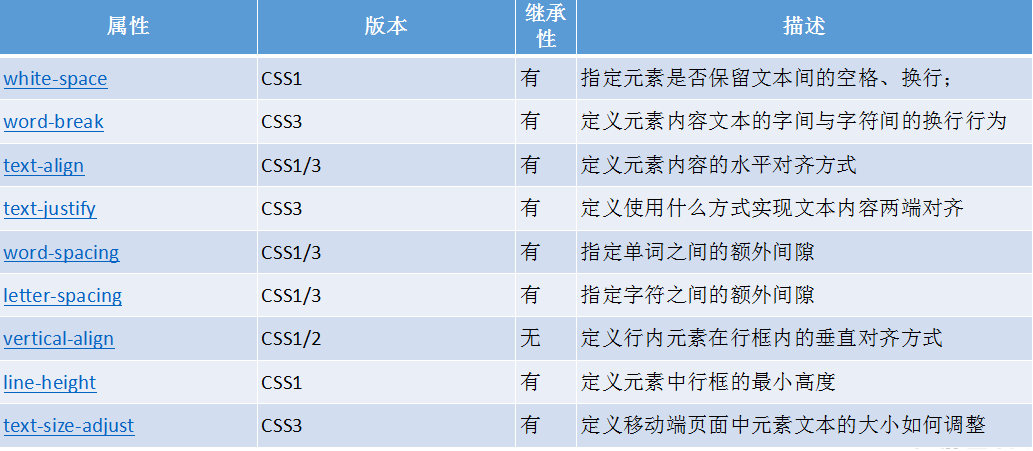 属性 版本 继承性 描述
white-space CSS1 有 指定元素是否保留文本间的空格、换行；
word-break CSS3 有 定义元素内容文本的字间与字符间的换行行为
text-align CSS1/3 有 定义元素内容的水平对齐方式
text-justify CSS3 有 定义使用什么方式实现文本内容两端对齐
word-spacing CSS1/3 有 指定单词之间的额外间隙
letter-spacing CSS1/3 有 指定字符之间的额外间隙
vertical-align CSS1/2 无 定义行内元素在行框内的垂直对齐方式
line-height CSS1 有 定义元素中行框的最小高度
text-size-adjust CSS3 有 定义移动端页面中元素文本的大小如何调整